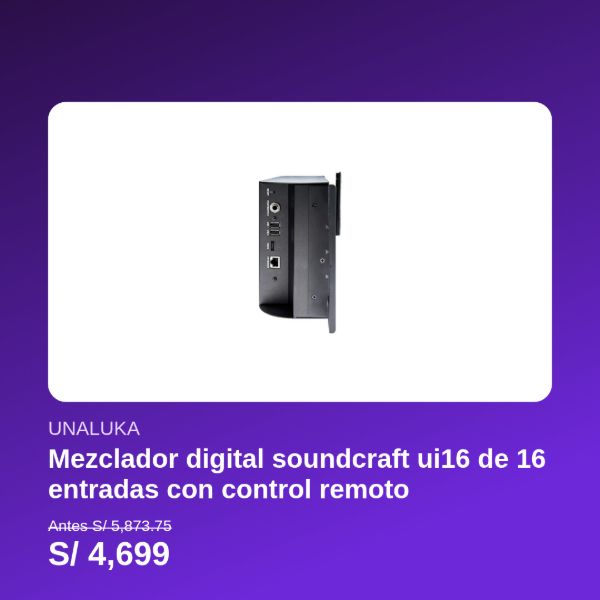 UNALUKA
Mezclador digital soundcraft ui16 de 16
entradas con control remoto
Antes S/ 5,873.75
S/ 4,699